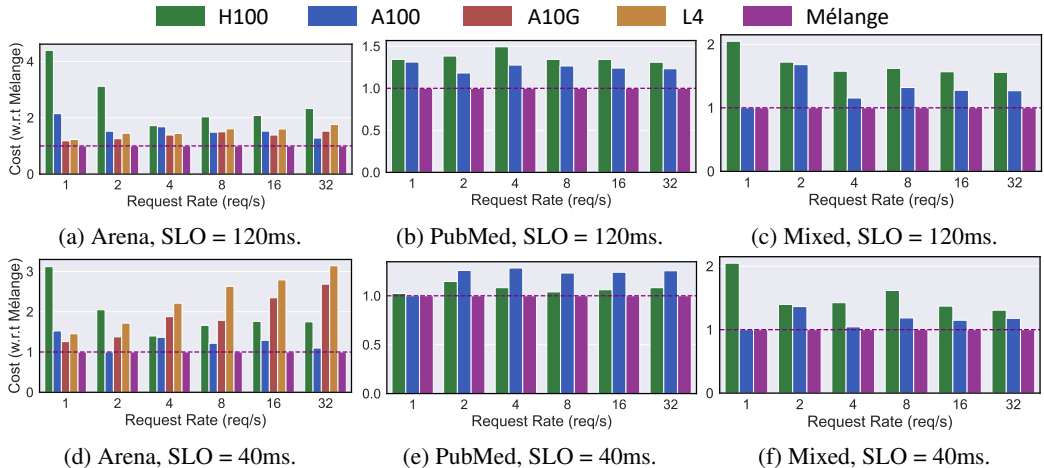 H100 A100 A10G L4 Mélange
Cost (w.r.t Mélange)
4
2
0
1 2 4 8 16 32
Request Rate (req/s)
(a) Arena, SLO = 120ms.
1.5
1.0
0.5
0.0
1 2 4 8 16 32
Request Rate (req/s)
(b) PubMed, SLO = 120ms.
2
1
0
1 2 4 8 16 32
Request Rate (req/s)
(c) Mixed, SLO = 120ms.
Cost (w.r.t Mélange)
3
2
1
0
1 2 4 8 16 32
Request Rate (req/s)
(d) Arena, SLO = 40ms.
1.0
0.5
0.0
1 2 4 8 16 32
Request Rate (req/s)
(e) PubMed, SLO = 40ms.
2
1
0
1 2 4 8 16 32
Request Rate (req/s)
(f) Mixed, SLO = 40ms.